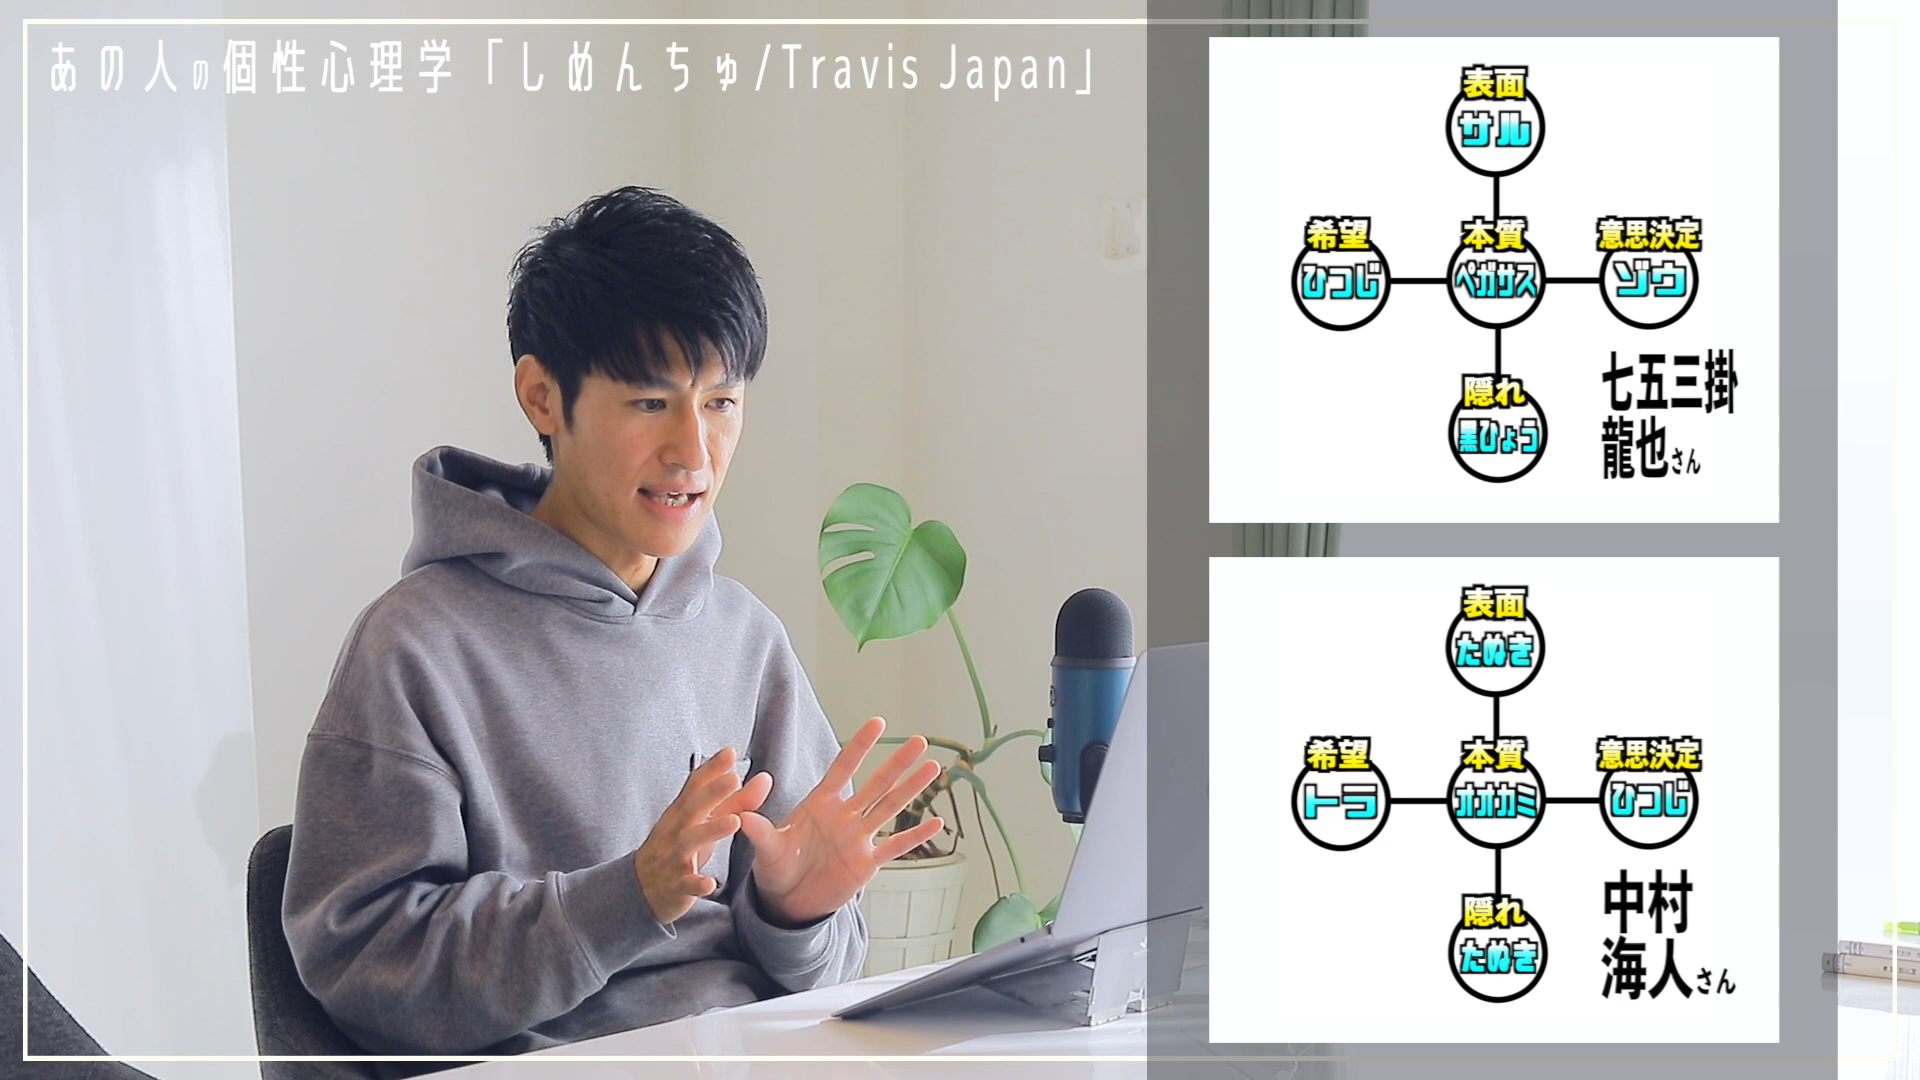 あの人の個性心理学「しめんちゅ/Travis Japan」
表面
サル
希望
ひつじ
本質
ペガサス
意思決定
ゾウ
隠れ
黒ひょう
七五三掛
龍也さん
表面
たぬき
希望
トラ
本質
オオカミ
意思決定
ひつじ
隠れ
たぬき
中村
海人さん